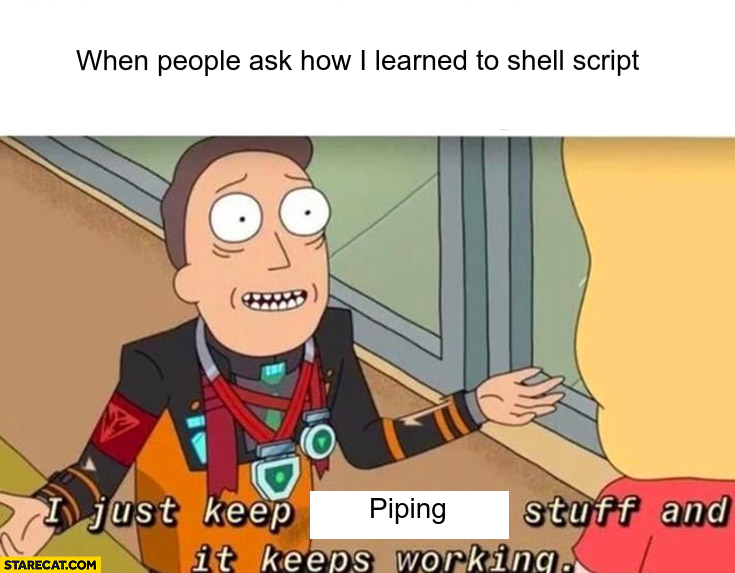 When people ask how I learned to shell script
I just keep Piping stuff and
it keeps working.
STARECAT.COM